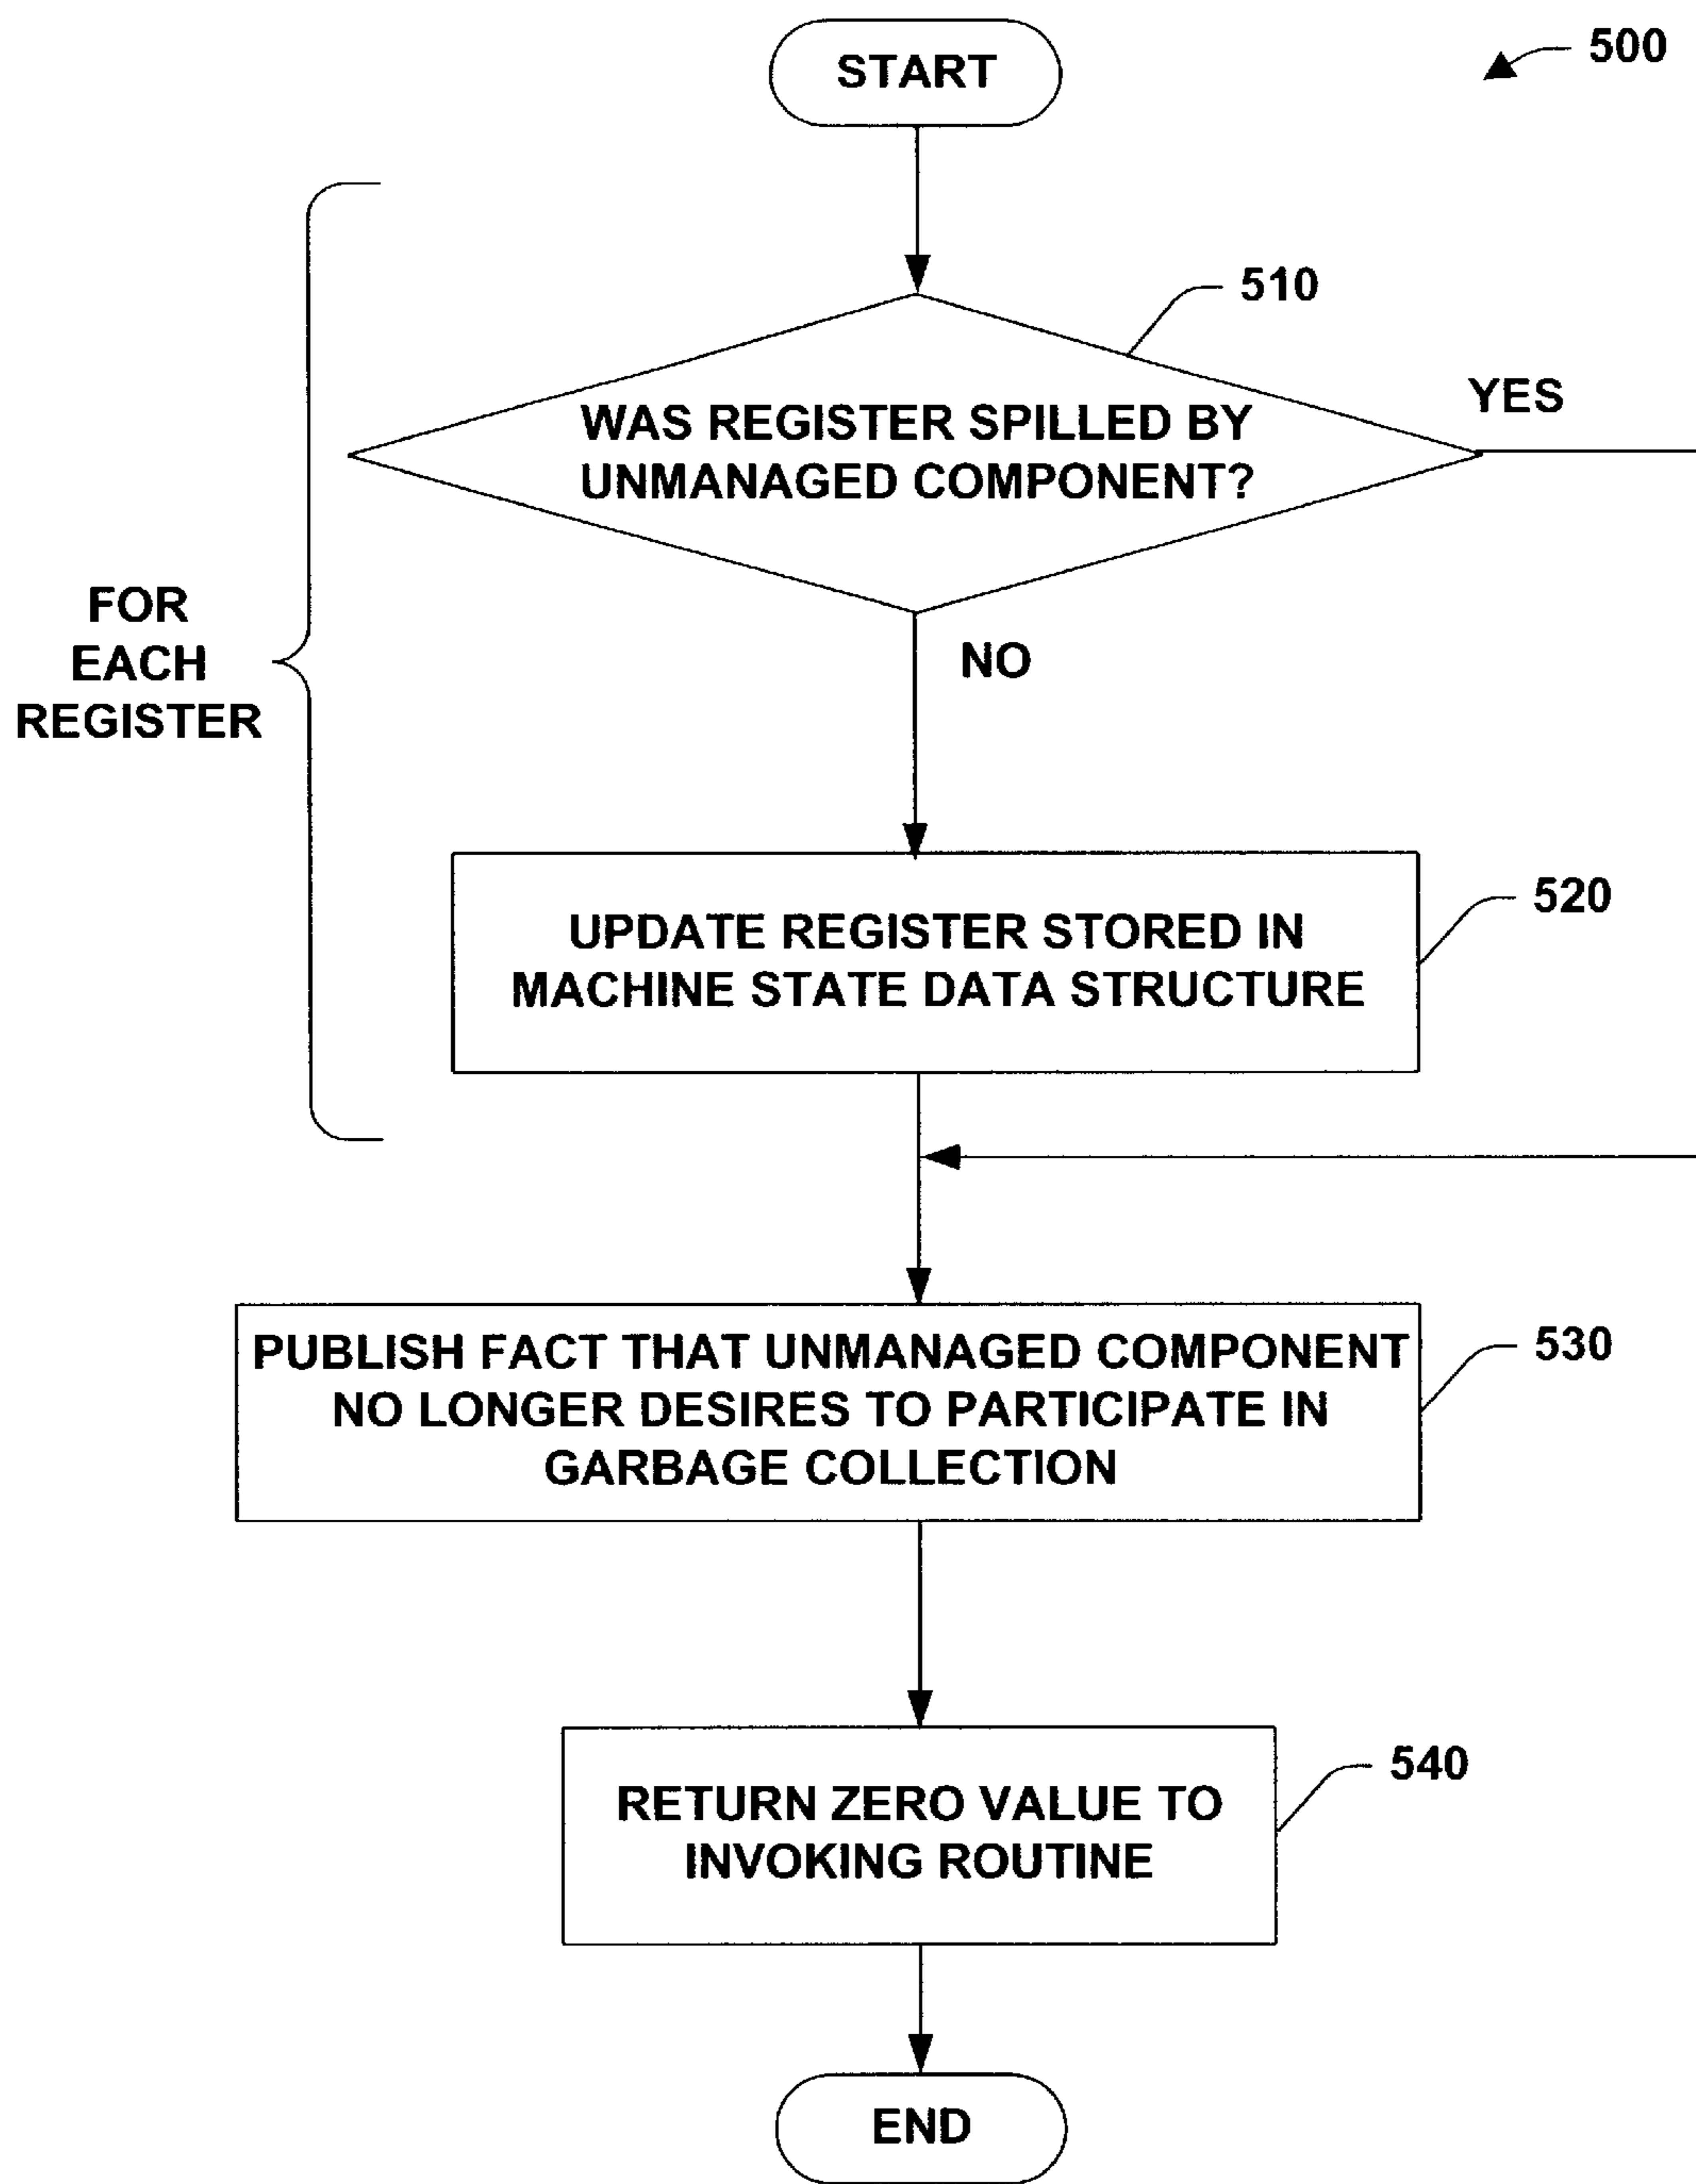 START
500
510
WAS REGISTER SPILLED BY
UNMANAGED COMPONENT?
YES
FOR
EACH
REGISTER
NO
520
UPDATE REGISTER STORED IN
MACHINE STATE DATA STRUCTURE
530
PUBLISH FACT THAT UNMANAGED COMPONENT
NO LONGER DESIRES TO PARTICIPATE IN
GARBAGE COLLECTION
540
RETURN ZERO VALUE TO
INVOKING ROUTINE
END